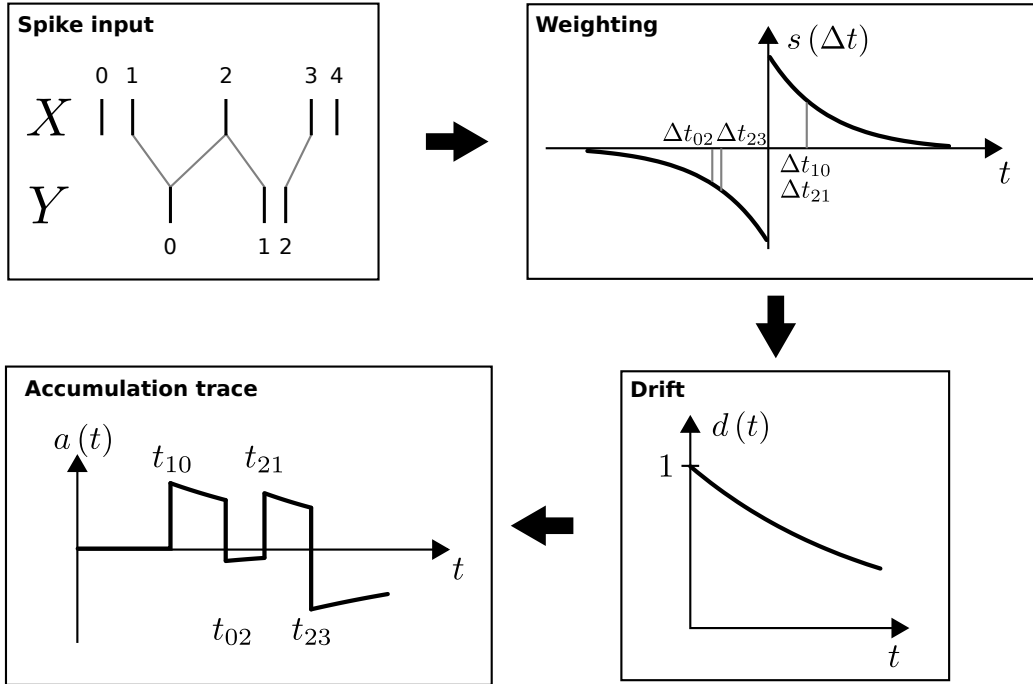 Spike input
0 1 2 3 4
X
Y
0 1 2
Weighting
s (Δt)
Δt₀₂ Δt₂₃
Δt₁₀
Δt₂₁
t
Accumulation trace
a (t)
t₁₀ t₂₁
t
t₀₂ t₂₃
Drift
d (t)
1
t